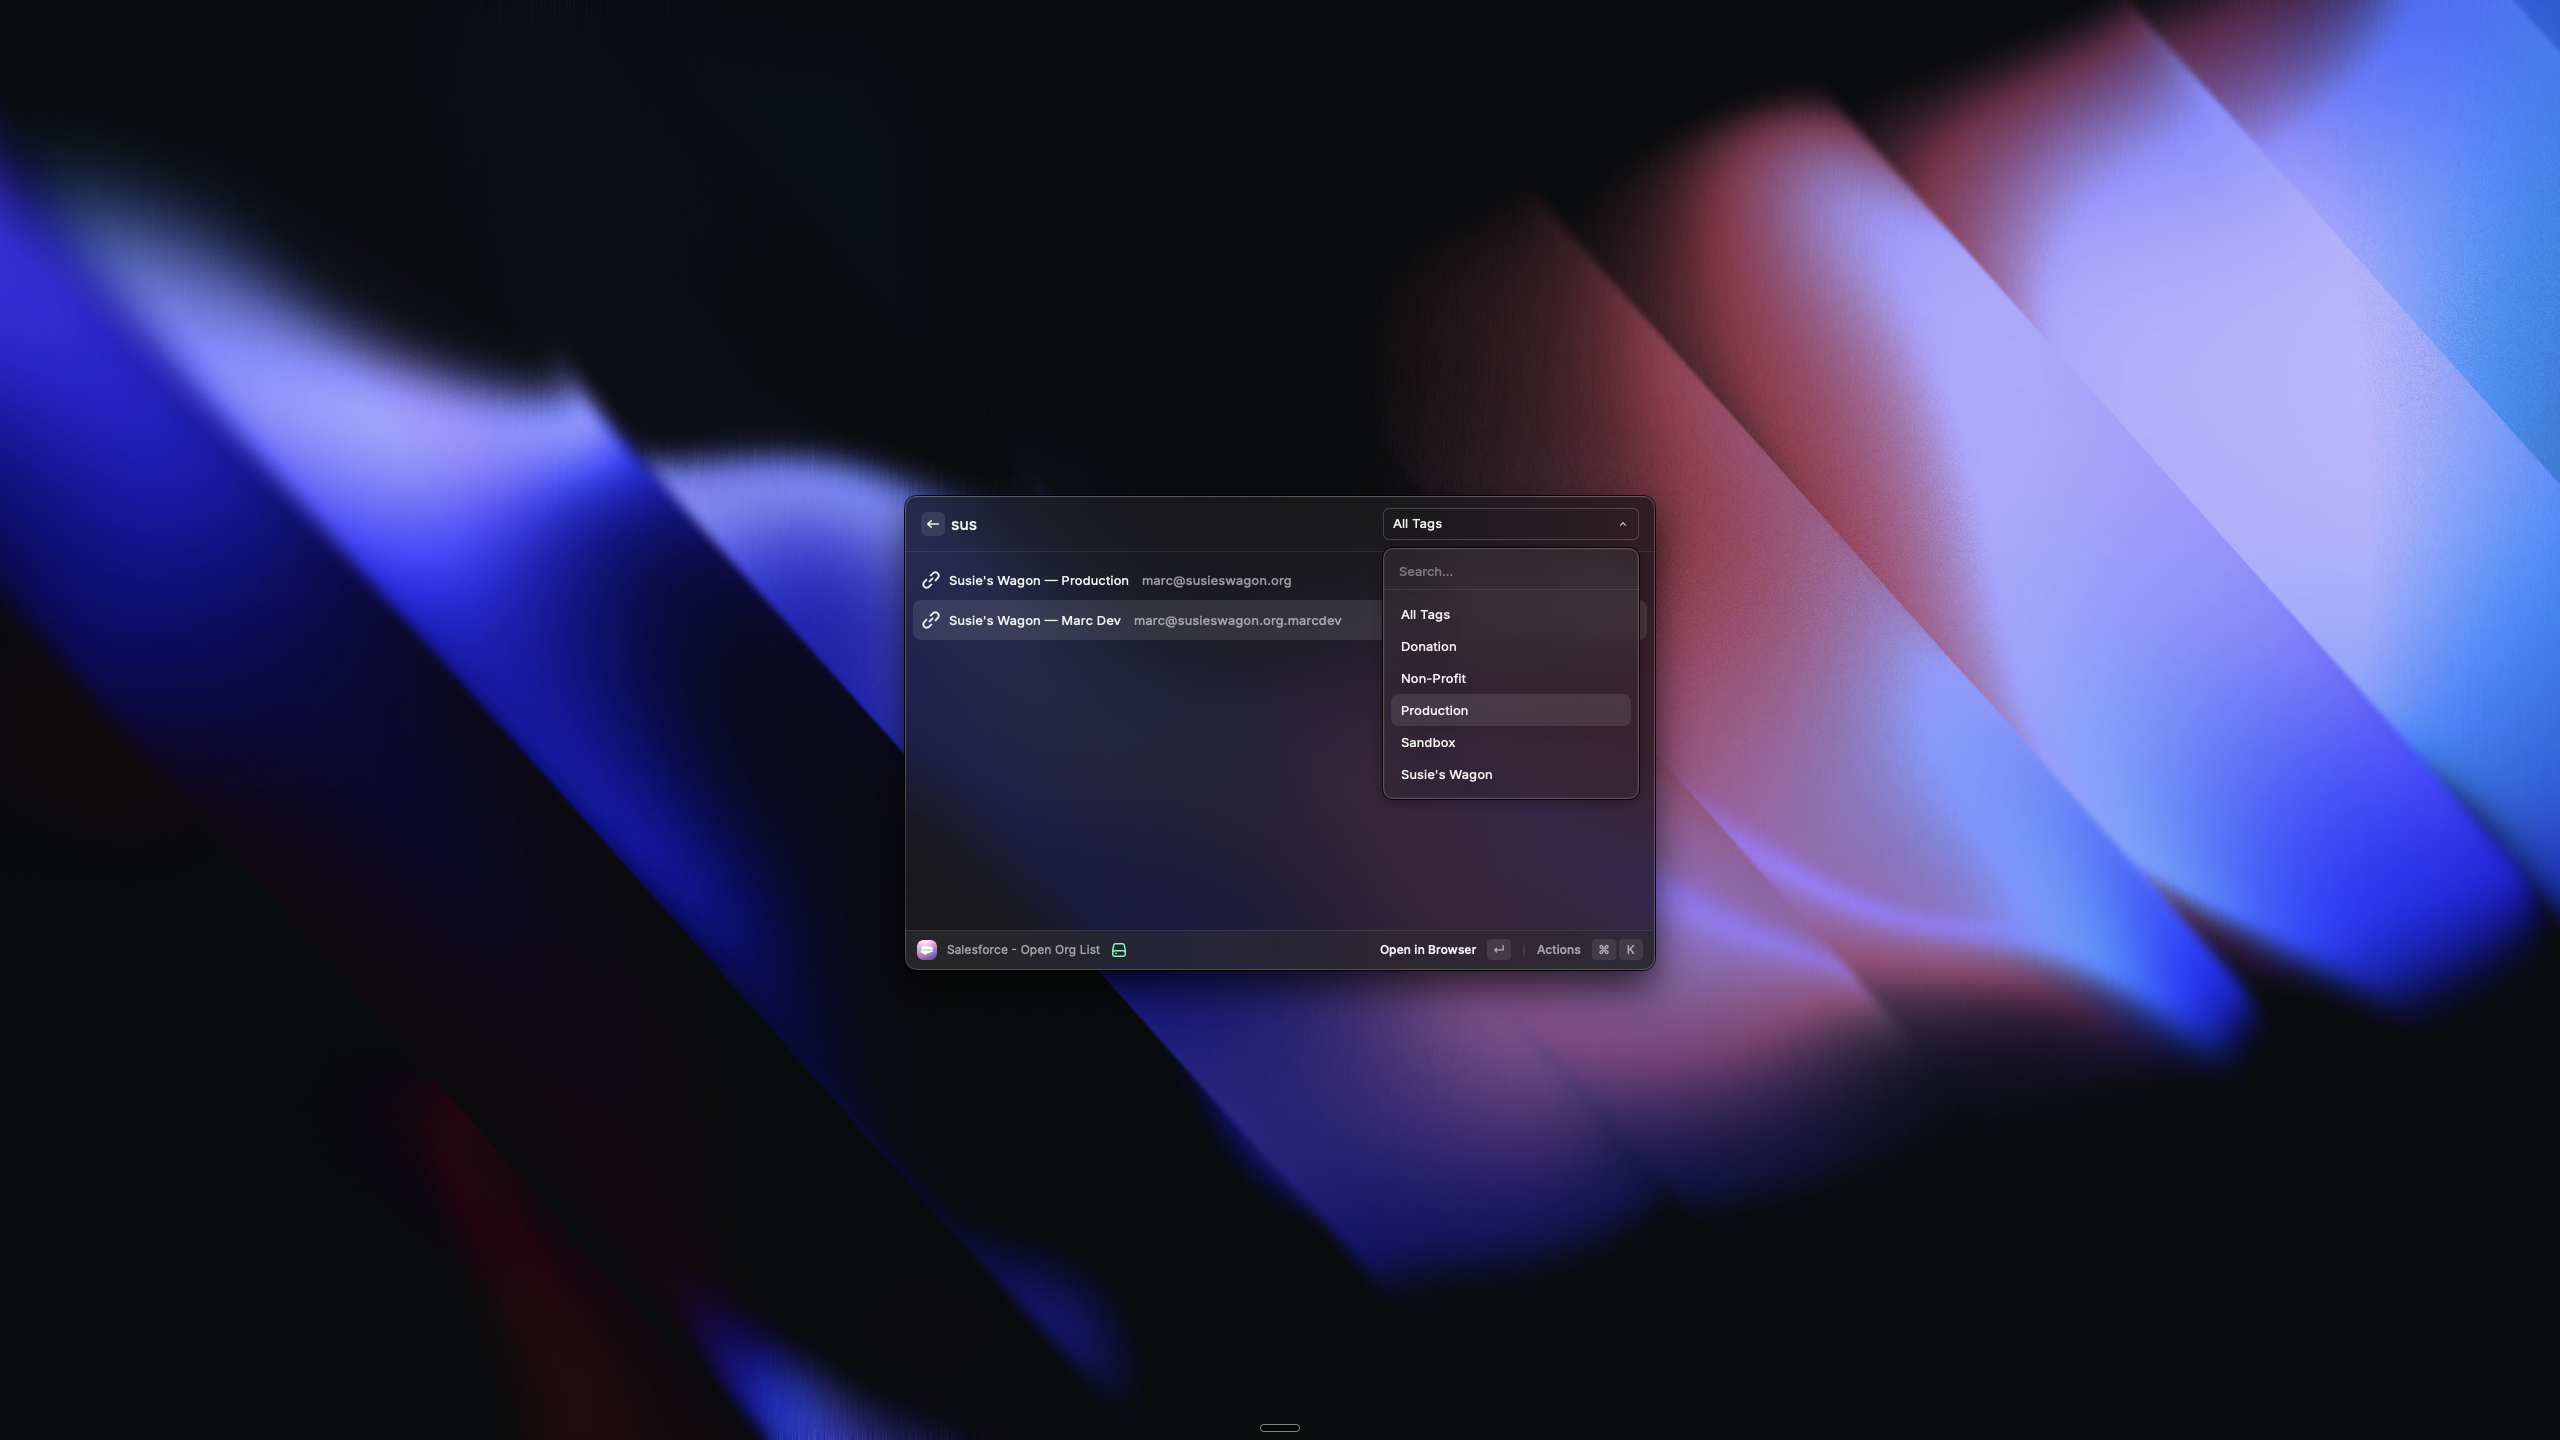 sus
All Tags
Susie's Wagon — Production marc@susieswagon.org
Susie's Wagon — Marc Dev marc@susieswagon.org.marcdev
Search...
All Tags
Donation
Non-Profit
Production
Sandbox
Susie's Wagon
Salesforce - Open Org List
Open in Browser ↵ Actions ⌘ K